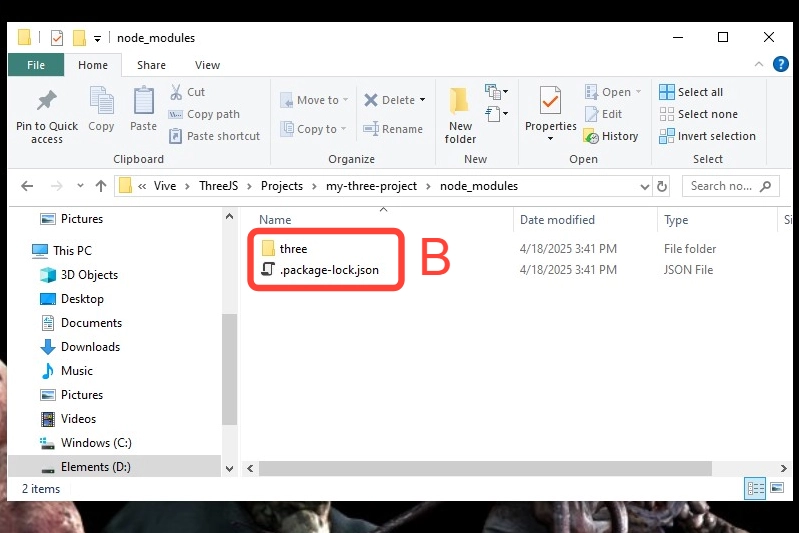 node_modules
File Home Share View
Pin to Quick access
Copy
Paste
Cut
Copy path
Paste shortcut
Clipboard
Move to
Copy to
Delete
Rename
Organize
New folder
New
Properties
Open
Edit
History
Open
Select all
Select none
Invert selection
Select
« Vive > ThreeJS > Projects > my-three-project > node_modules
Search no...
Pictures
This PC
3D Objects
Desktop
Documents
Downloads
Music
Pictures
Videos
Windows (C:)
Elements (D:)
Name Date modified Type Si
three 4/18/2025 3:41 PM File folder
.package-lock.json 4/18/2025 3:41 PM JSON File
B
2 items